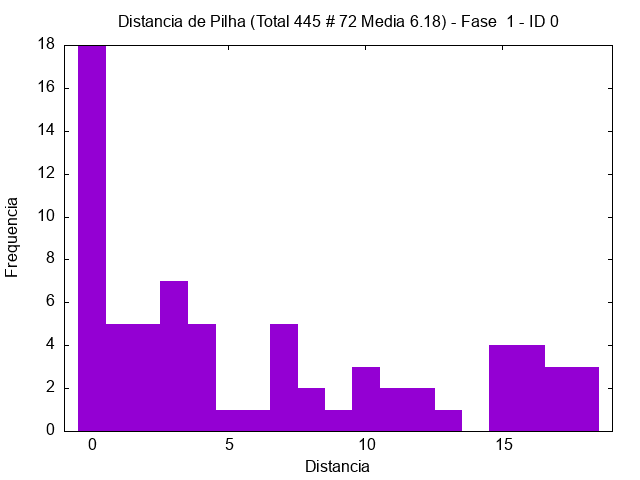 Distancia de Pilha (Total 445 # 72 Media 6.18) - Fase  1 - ID 0
18
16
14
12
10
8
6
4
2
0
Frequencia
0 5 10 15
Distancia